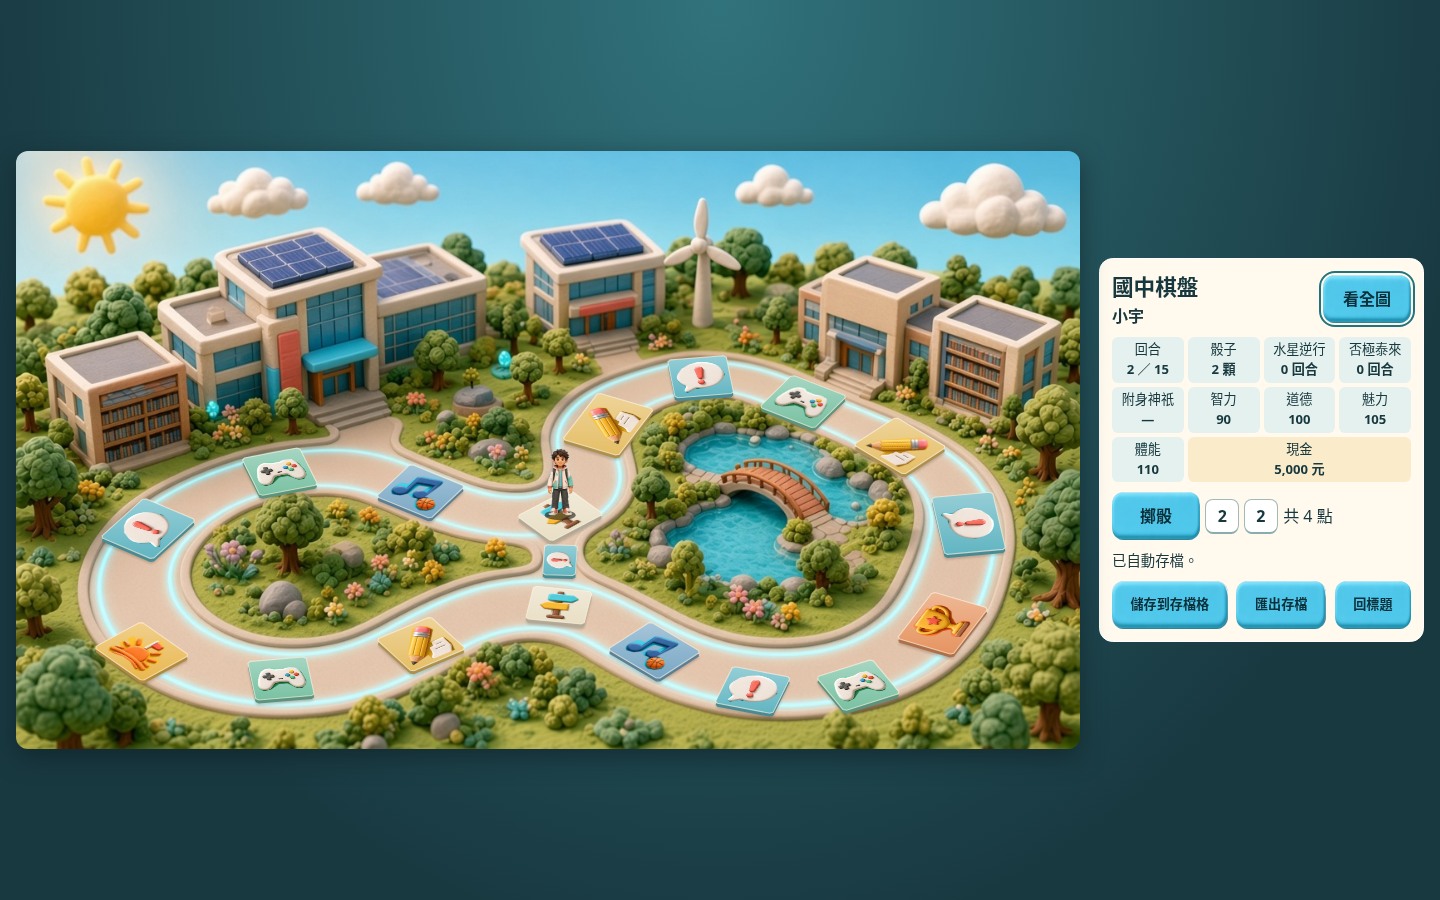 國中棋盤
小宇
看全圖
回合
2 ／ 15
骰子
2 顆
水星逆行
0 回合
否極泰來
0 回合
附身神祇
—
智力
90
道德
100
魅力
105
體能
110
現金
5,000 元
擲骰
2 2 共 4 點
已自動存檔。
儲存到存檔格
匯出存檔
回標題